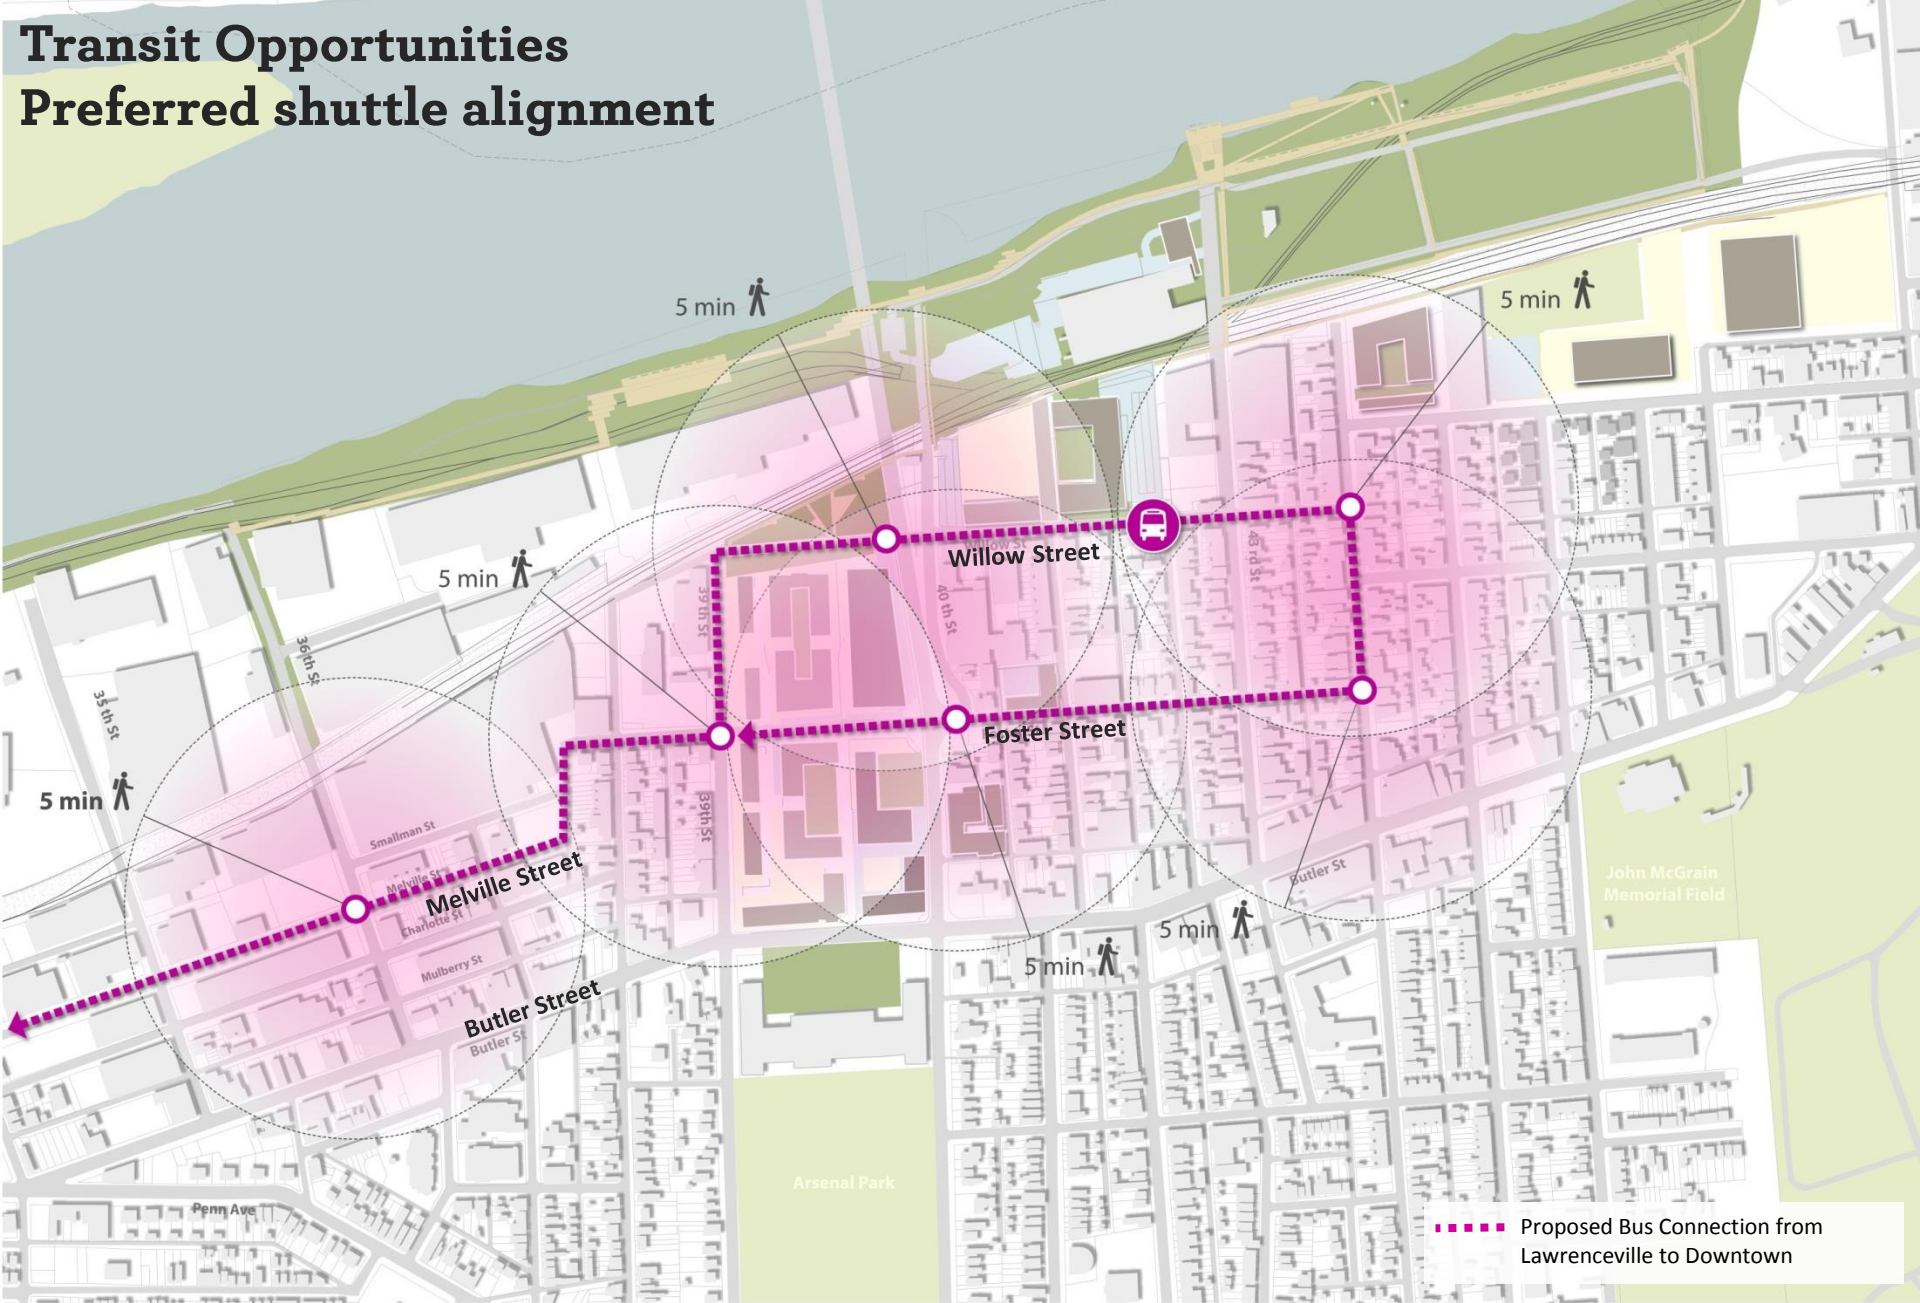 Transit Opportunities
Preferred shuttle alignment
5 min
5 min
5 min
5 min
5 min
5 min
Willow St
Willow Street
43 rd St
39 th St
40 th St
36th St
35 th St
Foster Street
39th St
Smallman St
Melville St
Melville Street
Charlotte St
Mulberry St
Butler Street
Butler St
Butler St
John McGrain
Memorial Field
Arsenal Park
Penn Ave
Proposed Bus Connection from
Lawrenceville to Downtown